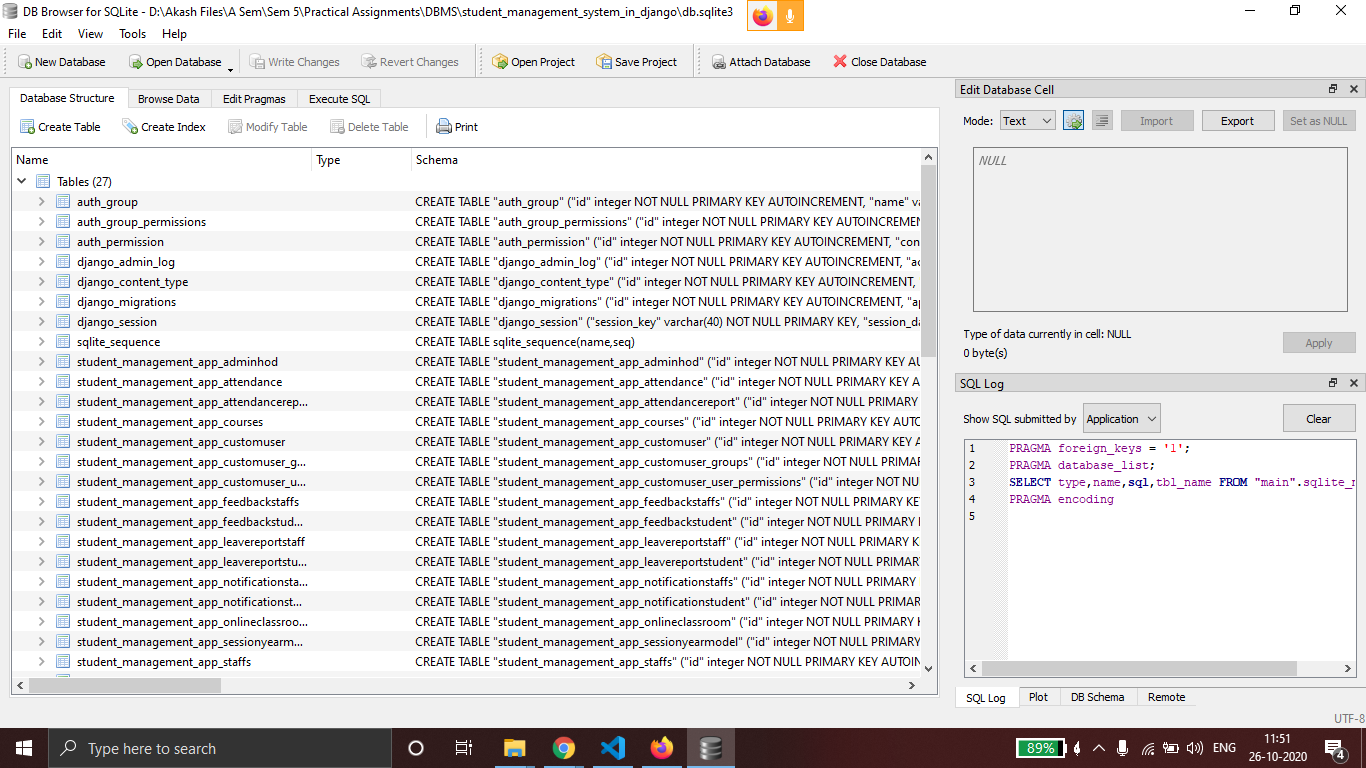 DB Browser for SQLite - D:\Akash Files\A Sem\Sem 5\Practical Assignments\DBMS\student_management_system_in_django\db.sqlite3
File Edit View Tools Help
New Database Open Database Write Changes Revert Changes Open Project Save Project Attach Database Close Database
Database Structure Browse Data Edit Pragmas Execute SQL
Create Table Create Index Modify Table Delete Table Print
Name Type Schema
Tables (27)
auth_group CREATE TABLE "auth_group" ("id" integer NOT NULL PRIMARY KEY AUTOINCREMENT, "name" va
auth_group_permissions CREATE TABLE "auth_group_permissions" ("id" integer NOT NULL PRIMARY KEY AUTOINCREMEN
auth_permission CREATE TABLE "auth_permission" ("id" integer NOT NULL PRIMARY KEY AUTOINCREMENT, "con
django_admin_log CREATE TABLE "django_admin_log" ("id" integer NOT NULL PRIMARY KEY AUTOINCREMENT, "ac
django_content_type CREATE TABLE "django_content_type" ("id" integer NOT NULL PRIMARY KEY AUTOINCREMENT,
django_migrations CREATE TABLE "django_migrations" ("id" integer NOT NULL PRIMARY KEY AUTOINCREMENT, "ap
django_session CREATE TABLE "django_session" ("session_key" varchar(40) NOT NULL PRIMARY KEY, "session_da
sqlite_sequence CREATE TABLE sqlite_sequence(name,seq)
student_management_app_adminhod CREATE TABLE "student_management_app_adminhod" ("id" integer NOT NULL PRIMARY KEY AU
student_management_app_attendance CREATE TABLE "student_management_app_attendance" ("id" integer NOT NULL PRIMARY KEY A
student_management_app_attendancerep... CREATE TABLE "student_management_app_attendancereport" ("id" integer NOT NULL PRIMARY
student_management_app_courses CREATE TABLE "student_management_app_courses" ("id" integer NOT NULL PRIMARY KEY AUTO
student_management_app_customuser CREATE TABLE "student_management_app_customuser" ("id" integer NOT NULL PRIMARY KEY A
student_management_app_customuser_g... CREATE TABLE "student_management_app_customuser_groups" ("id" integer NOT NULL PRIMAR
student_management_app_customuser_u... CREATE TABLE "student_management_app_customuser_user_permissions" ("id" integer NOT NU
student_management_app_feedbackstaffs CREATE TABLE "student_management_app_feedbackstaffs" ("id" integer NOT NULL PRIMARY KE
student_management_app_feedbackstud... CREATE TABLE "student_management_app_feedbackstudent" ("id" integer NOT NULL PRIMARY
student_management_app_leavereportstaff CREATE TABLE "student_management_app_leavereportstaff" ("id" integer NOT NULL PRIMARY K
student_management_app_leavereportstu... CREATE TABLE "student_management_app_leavereportstudent" ("id" integer NOT NULL PRIMAR
student_management_app_notificationsta... CREATE TABLE "student_management_app_notificationstaffs" ("id" integer NOT NULL PRIMARY
student_management_app_notificationst... CREATE TABLE "student_management_app_notificationstudent" ("id" integer NOT NULL PRIMAR
student_management_app_onlineclassroo... CREATE TABLE "student_management_app_onlineclassroom" ("id" integer NOT NULL PRIMARY
student_management_app_sessionyearm... CREATE TABLE "student_management_app_sessionyearmodel" ("id" integer NOT NULL PRIMARY
student_management_app_staffs CREATE TABLE "student_management_app_staffs" ("id" integer NOT NULL PRIMARY KEY AUTOIN
Edit Database Cell
Mode: Text Import Export Set as NULL
NULL
Type of data currently in cell: NULL
0 byte(s)
Apply
SQL Log
Show SQL submitted by Application Clear
1 PRAGMA foreign_keys = '1';
2 PRAGMA database_list;
3 SELECT type,name,sql,tbl_name FROM "main".sqlite_m
4 PRAGMA encoding
5
SQL Log Plot DB Schema Remote
UTF-8
Type here to search
89% ENG 11:51
26-10-2020
4